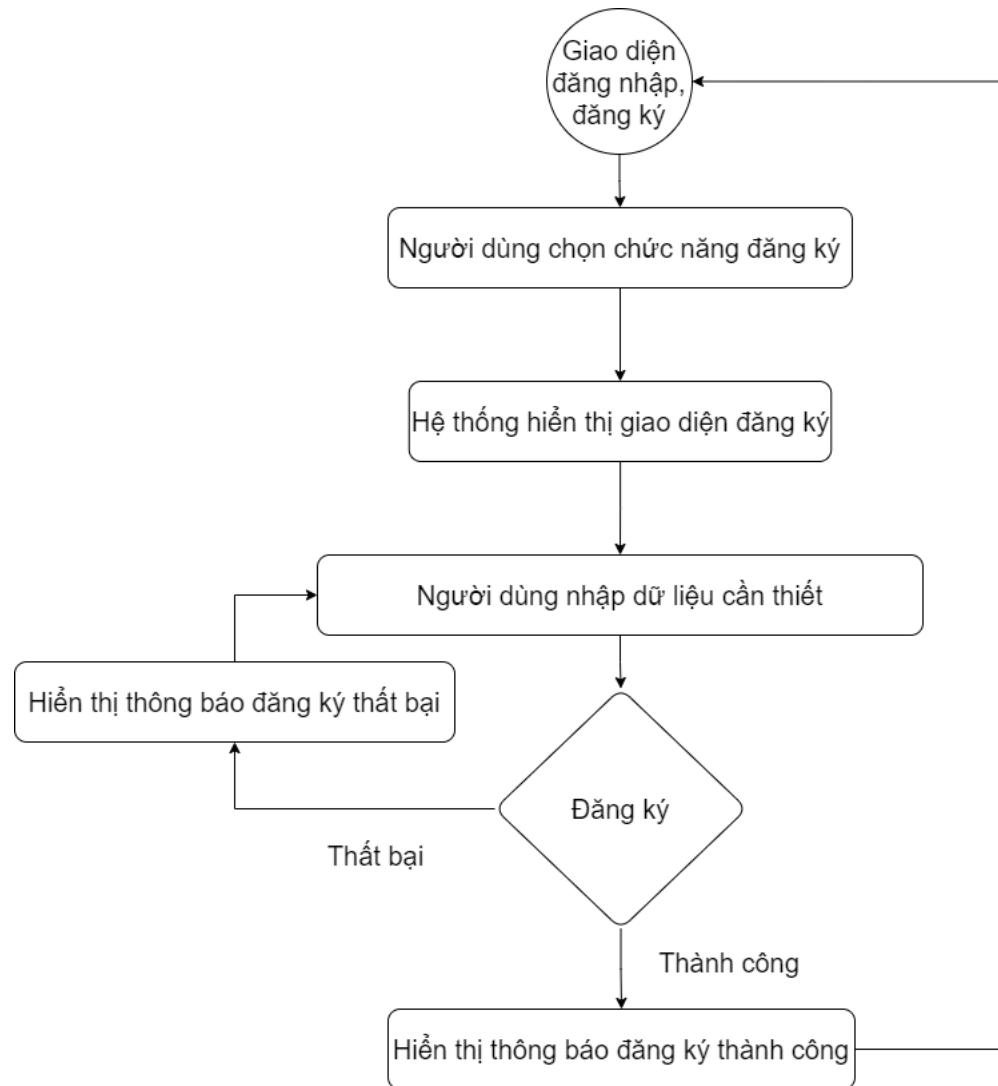 Giao diện
đăng nhập,
đăng ký
Người dùng chọn chức năng đăng ký
Hệ thống hiển thị giao diện đăng ký
Người dùng nhập dữ liệu cần thiết
Hiển thị thông báo đăng ký thất bại
Đăng ký
Thất bại
Thành công
Hiển thị thông báo đăng ký thành công